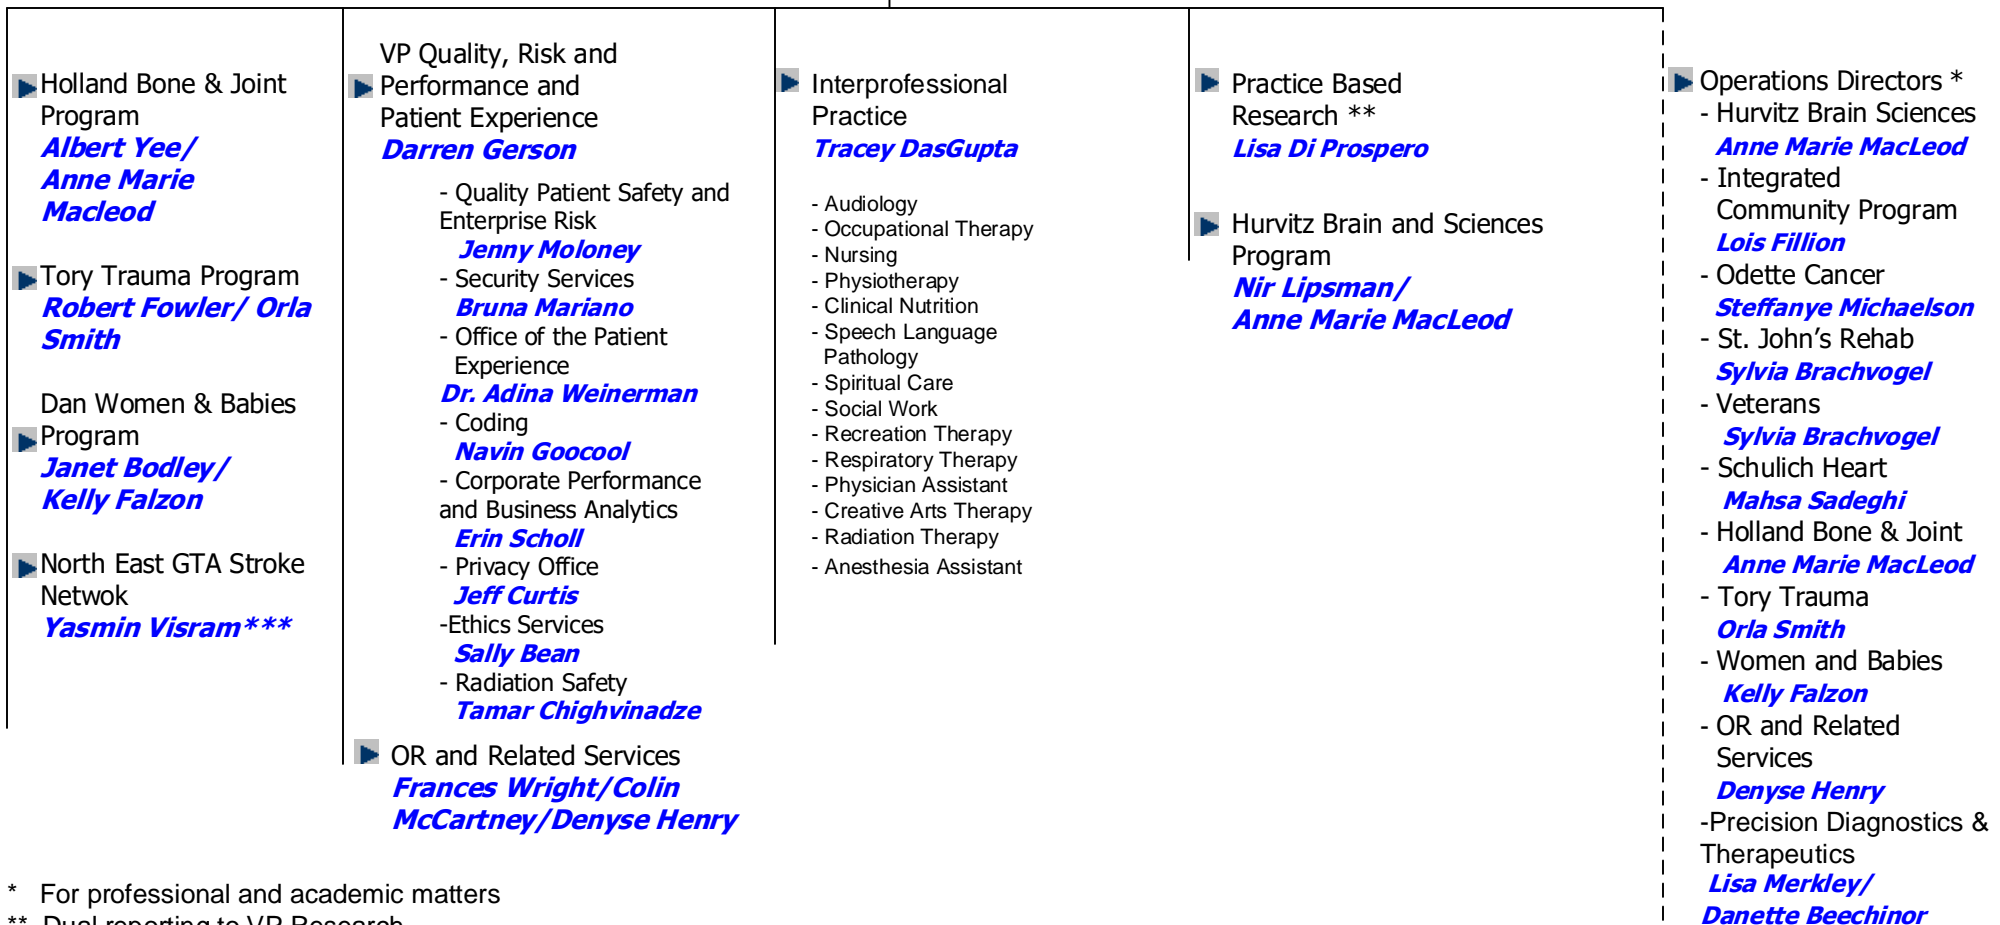 Holland Bone & Joint
Program
Albert Yee/
Anne Marie
Macleod
Tory Trauma Program
Robert Fowler/ Orla
Smith
Dan Women & Babies
Program
Janet Bodley/
Kelly Falzon
North East GTA Stroke
Netwok
Yasmin Visram***
VP Quality, Risk and
Performance and
Patient Experience
Darren Gerson
- Quality Patient Safety and
Enterprise Risk
Jenny Moloney
- Security Services
Bruna Mariano
- Office of the Patient
Experience
Dr. Adina Weinerman
- Coding
Navin Goocool
- Corporate Performance
and Business Analytics
Erin Scholl
- Privacy Office
Jeff Curtis
-Ethics Services
Sally Bean
- Radiation Safety
Tamar Chighvinadze
OR and Related Services
Frances Wright/Colin
McCartney/Denyse Henry
Interprofessional
Practice
Tracey DasGupta
- Audiology
- Occupational Therapy
- Nursing
- Physiotherapy
- Clinical Nutrition
- Speech Language
Pathology
- Spiritual Care
- Social Work
- Recreation Therapy
- Respiratory Therapy
- Physician Assistant
- Creative Arts Therapy
- Radiation Therapy
- Anesthesia Assistant
Practice Based
Research **
Lisa Di Prospero
Hurvitz Brain and Sciences
Program
Nir Lipsman/
Anne Marie MacLeod
Operations Directors *
- Hurvitz Brain Sciences
Anne Marie MacLeod
- Integrated
Community Program
Lois Fillion
- Odette Cancer
Steffanye Michaelson
- St. John’s Rehab
Sylvia Brachvogel
- Veterans
Sylvia Brachvogel
- Schulich Heart
Mahsa Sadeghi
- Holland Bone & Joint
Anne Marie MacLeod
- Tory Trauma
Orla Smith
- Women and Babies
Kelly Falzon
- OR and Related
Services
Denyse Henry
-Precision Diagnostics &
Therapeutics
Lisa Merkley/
Danette Beechinor
* For professional and academic matters
** Dual reporting to VP Research